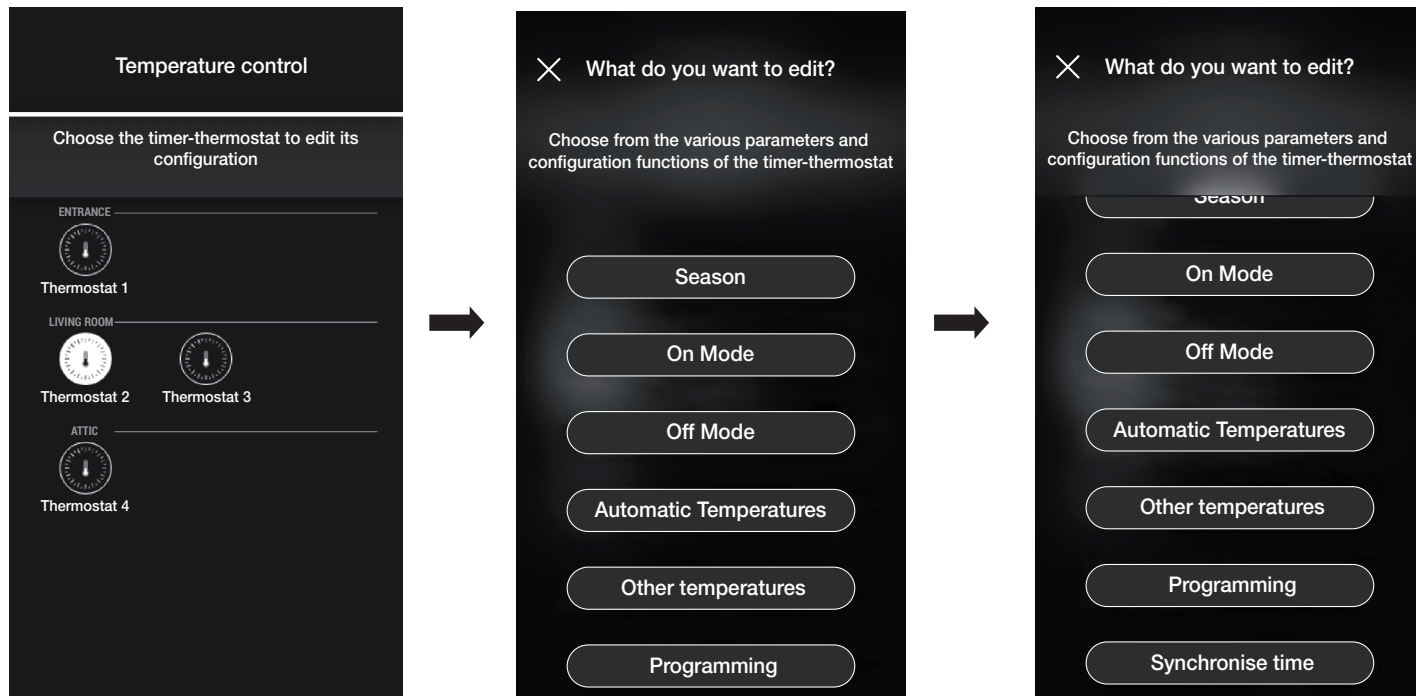 Temperature control
Choose the timer-thermostat to edit its
configuration
ENTRANCE
Thermostat 1
LIVING ROOM
Thermostat 2
Thermostat 3
ATTIC
Thermostat 4
What do you want to edit?
Choose from the various parameters and
configuration functions of the timer-thermostat
Season
On Mode
Off Mode
Automatic Temperatures
Other temperatures
Programming
What do you want to edit?
Choose from the various parameters and
configuration functions of the timer-thermostat
Season
On Mode
Off Mode
Automatic Temperatures
Other temperatures
Programming
Synchronise time